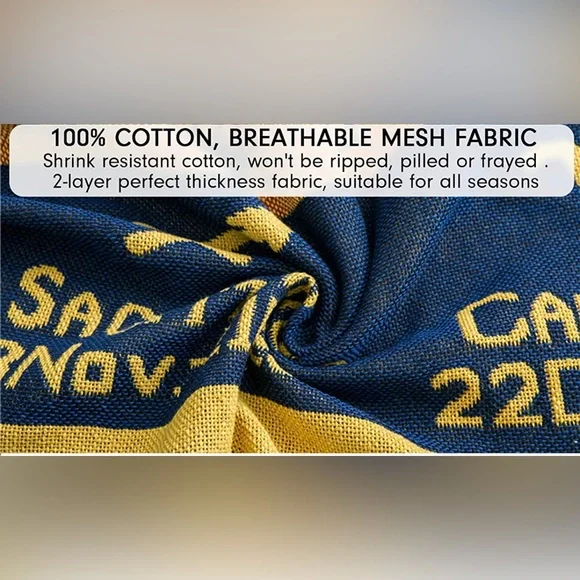 100% COTTON, BREATHABLE MESH FABRIC
Shrink resistant cotton, won't be ripped, pilled or frayed .
2-layer perfect thickness fabric, suitable for all seasons
22D